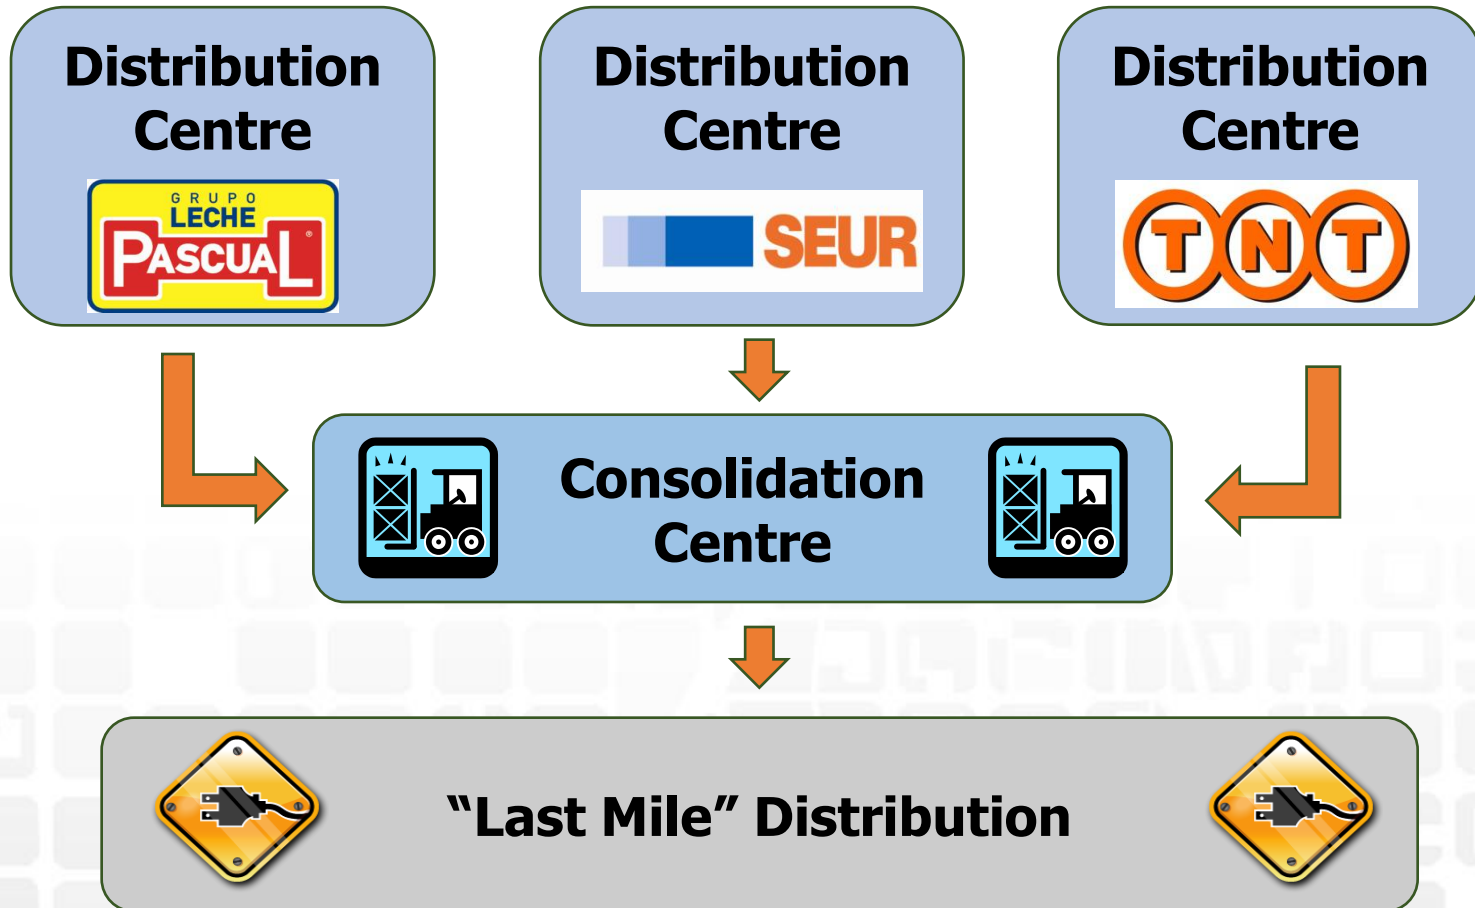 Distribution
Centre
GRUPO
LECHE
PASCUAL
Distribution
Centre
SEUR
Distribution
Centre
TNT
Consolidation
Centre
“Last Mile” Distribution